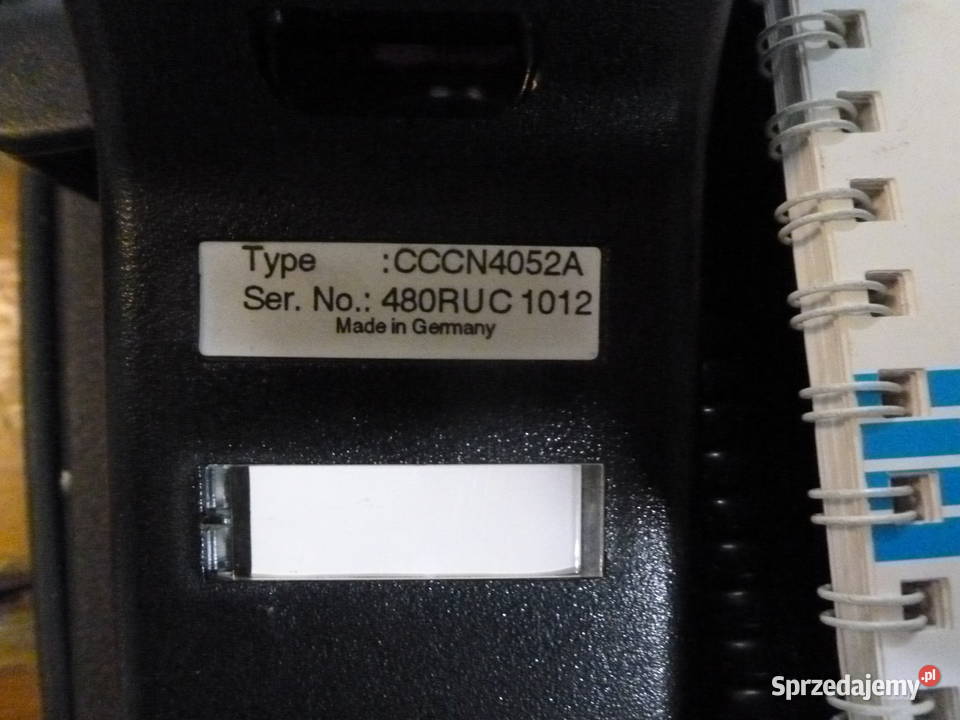 Type :CCCN4052A
Ser. No.: 480RUC 1012
Made in Germany
Sprzedajemy.pl